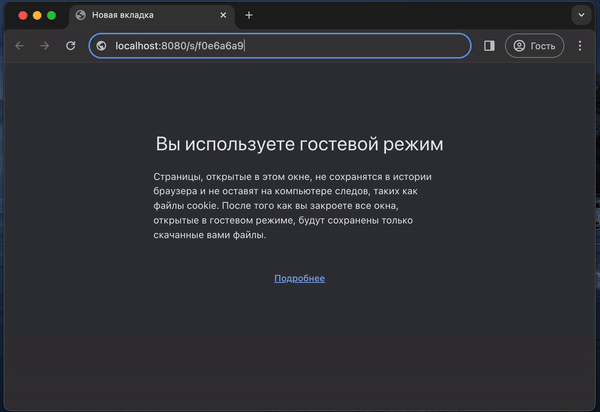 Новая вкладка
localhost:8080/s/f0e6a6a9
Гость
Вы используете гостевой режим
Страницы, открытые в этом окне, не сохранятся в истории
браузера и не оставят на компьютере следов, таких как
файлы cookie. После того как вы закроете все окна,
открытые в гостевом режиме, будут сохранены только
скачанные вами файлы.
Подробнее